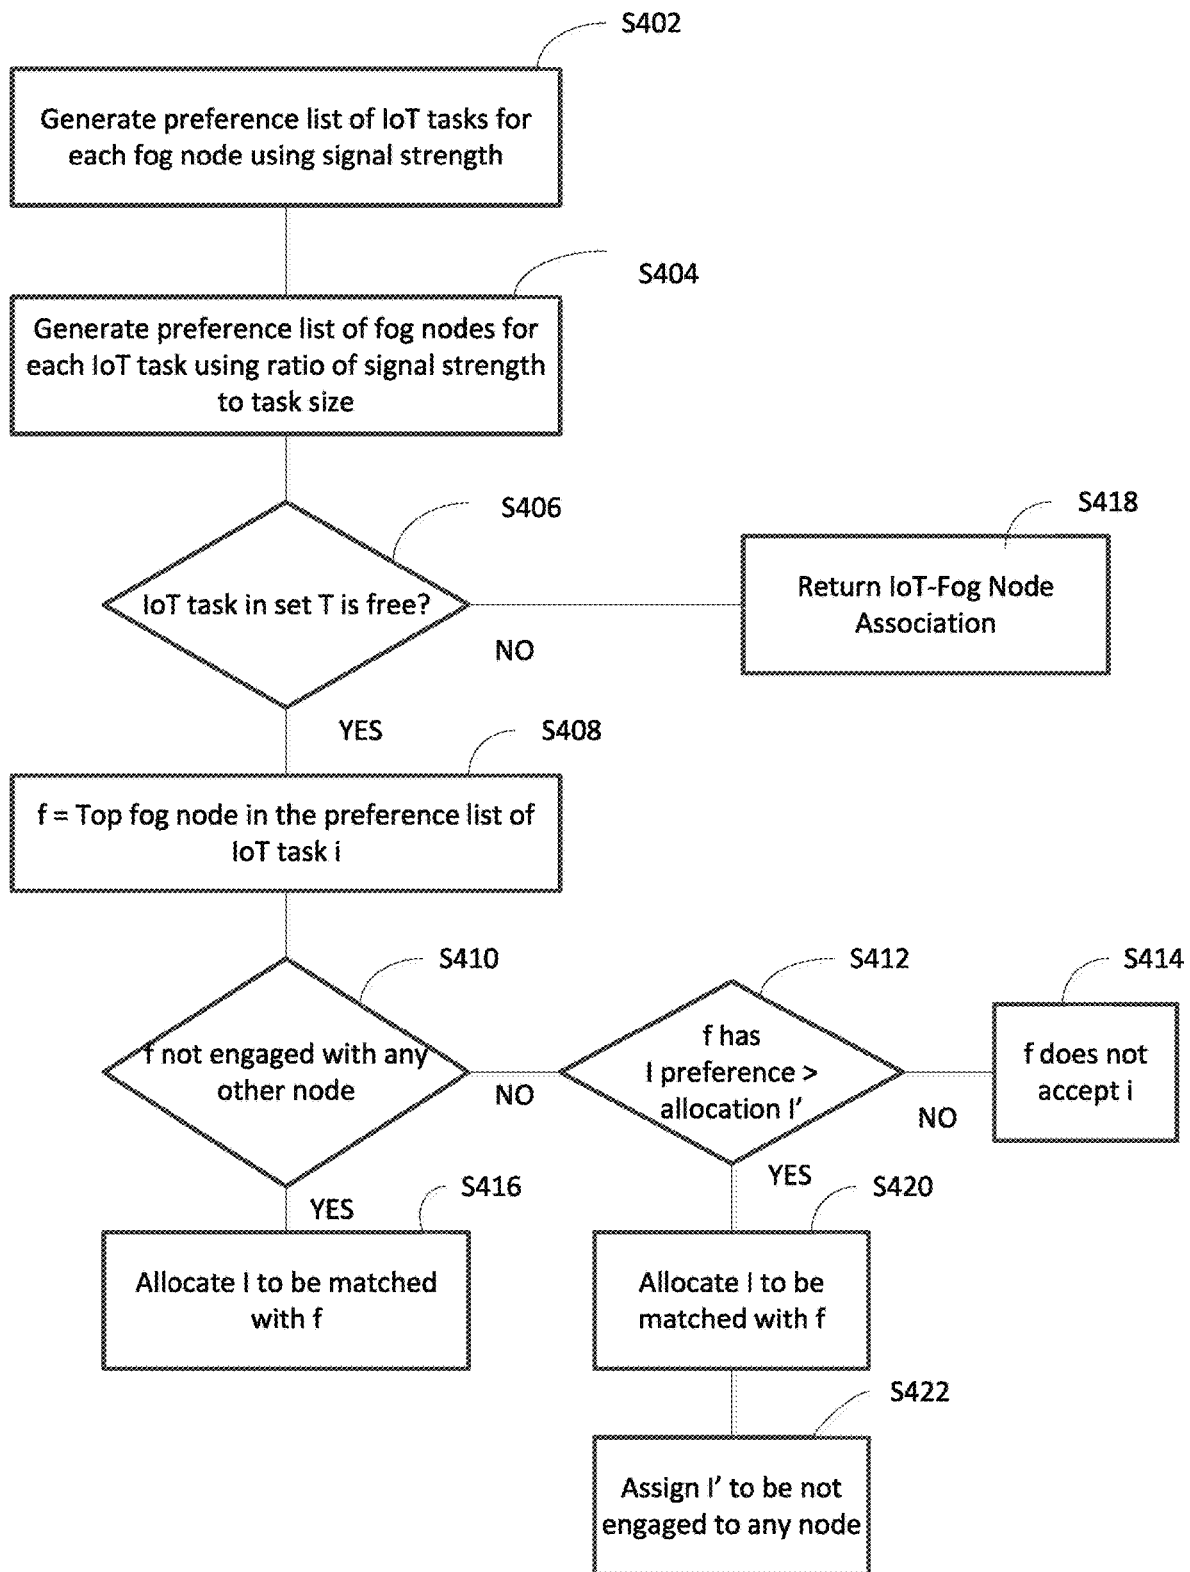 S402
Generate preference list of IoT tasks for
each fog node using signal strength
S404
Generate preference list of fog nodes for
each IoT task using ratio of signal strength
to task size
S406
IoT task in set T is free?
NO
S418
Return IoT-Fog Node
Association
YES
S408
f = Top fog node in the preference list of
IoT task i
S410
f not engaged with any
other node
NO
S412
f has
I preference >
allocation I'
NO
S414
f does not
accept i
YES
S416
Allocate I to be matched
with f
YES
S420
Allocate I to be
matched with f
S422
Assign I' to be not
engaged to any node